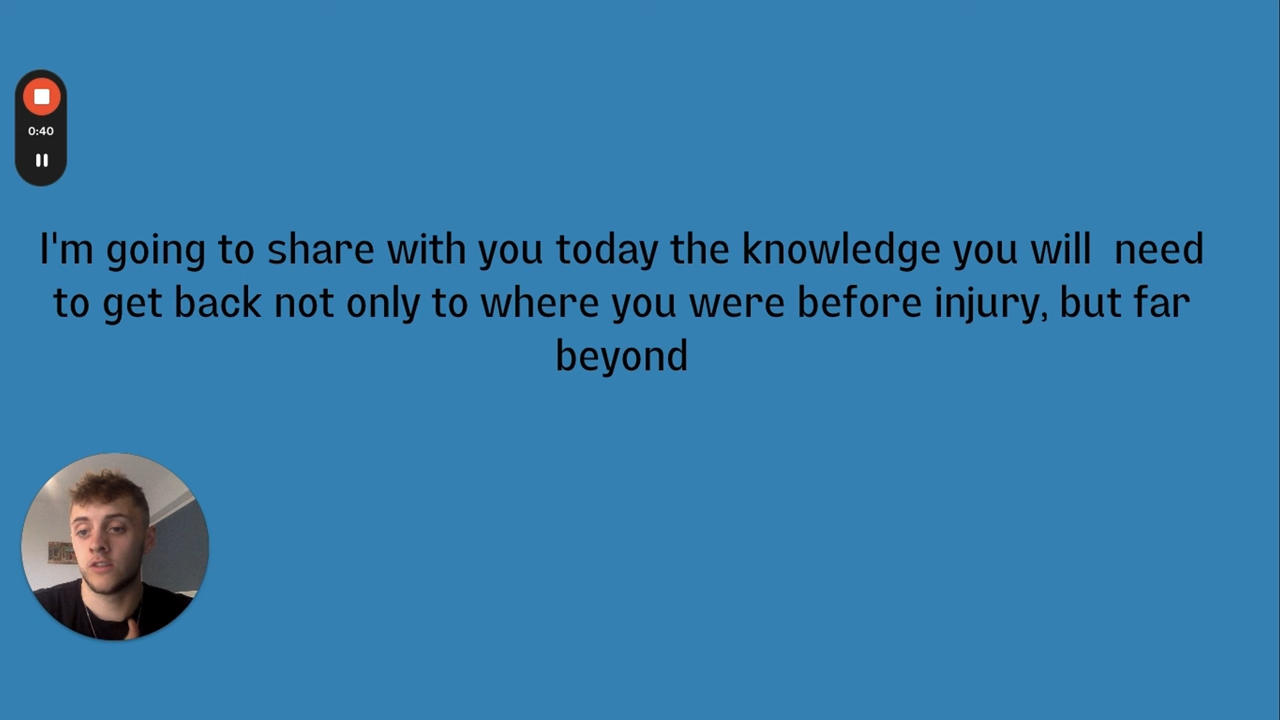 0:40
I'm going to share with you today the knowledge you will  need
to get back not only to where you were before injury, but far
beyond